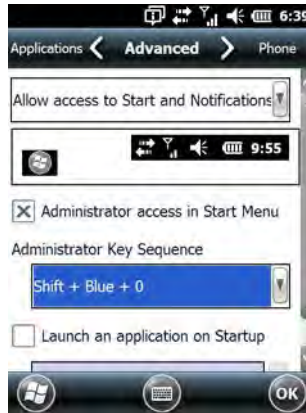 6:39
Applications Advanced Phone
Allow access to Start and Notifications
9:55
Administrator access in Start Menu
Administrator Key Sequence
Shift + Blue + 0
Launch an application on Startup
OK